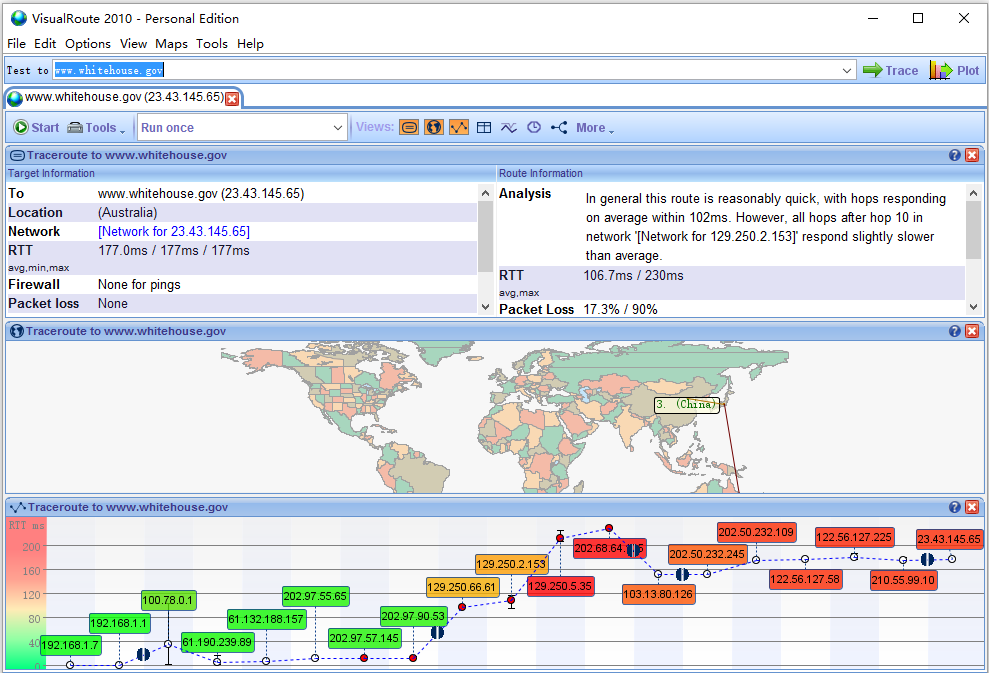 VisualRoute 2010 - Personal Edition
File Edit Options View Maps Tools Help
Test to www.whitehouse.gov Trace Plot
www.whitehouse.gov (23.43.145.65)
Start Tools Run once Views: More
Traceroute to www.whitehouse.gov
Target Information
To www.whitehouse.gov (23.43.145.65)
Location (Australia)
Network [Network for 23.43.145.65]
RTT 177.0ms / 177ms / 177ms
avg,min,max
Firewall None for pings
Packet loss None
Route Information
Analysis In general this route is reasonably quick, with hops responding
on average within 102ms. However, all hops after hop 10 in
network '[Network for 129.250.2.153]' respond slightly slower
than average.
RTT 106.7ms / 230ms
avg,max
Packet Loss 17.3% / 90%
Traceroute to www.whitehouse.gov
3. (China)
Traceroute to www.whitehouse.gov
RTT ms
200
160
120
80
40
0
192.168.1.7
192.168.1.1
100.78.0.1
61.190.239.89
61.132.188.157
202.97.55.65
202.97.57.145
202.97.90.53
129.250.66.61
129.250.2.153
129.250.5.35
103.13.80.126
202.50.232.245
202.50.232.109
122.56.127.58
122.56.127.225
210.55.99.10
23.43.145.65